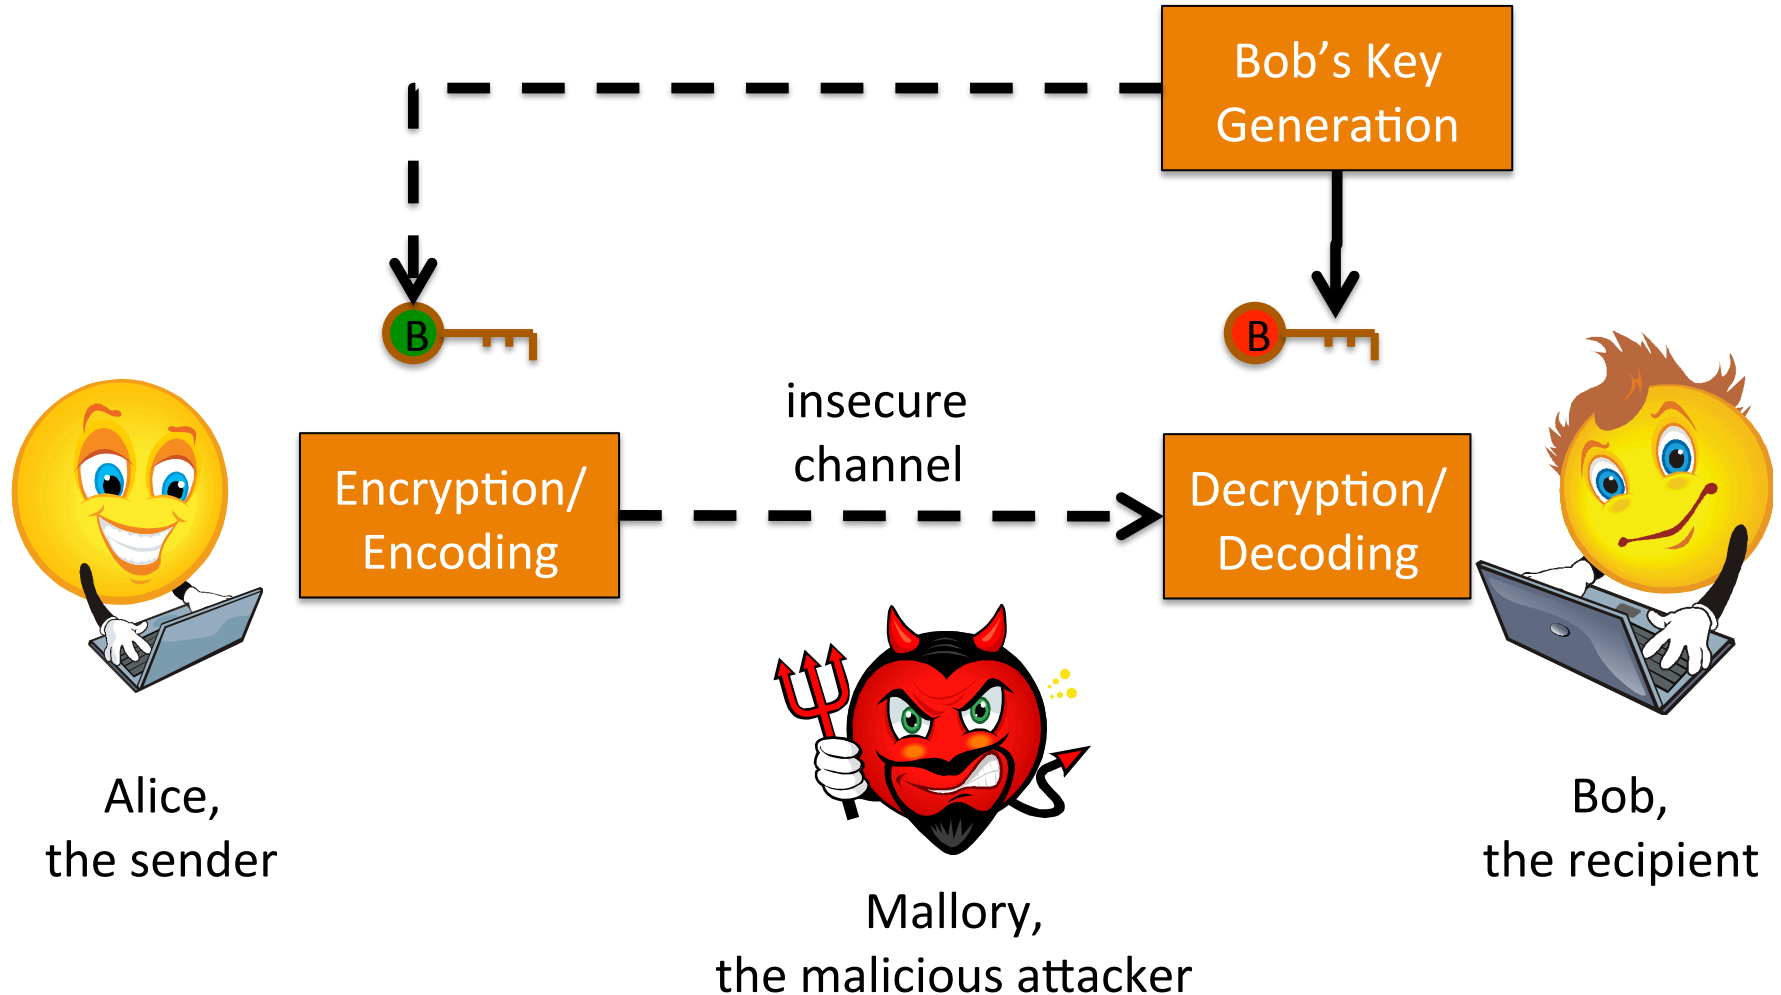 Bob’s Key
Generation
B
B
insecure
channel
Encryption/
Encoding
Decryption/
Decoding
Alice,
the sender
Bob,
the recipient
Mallory,
the malicious attacker